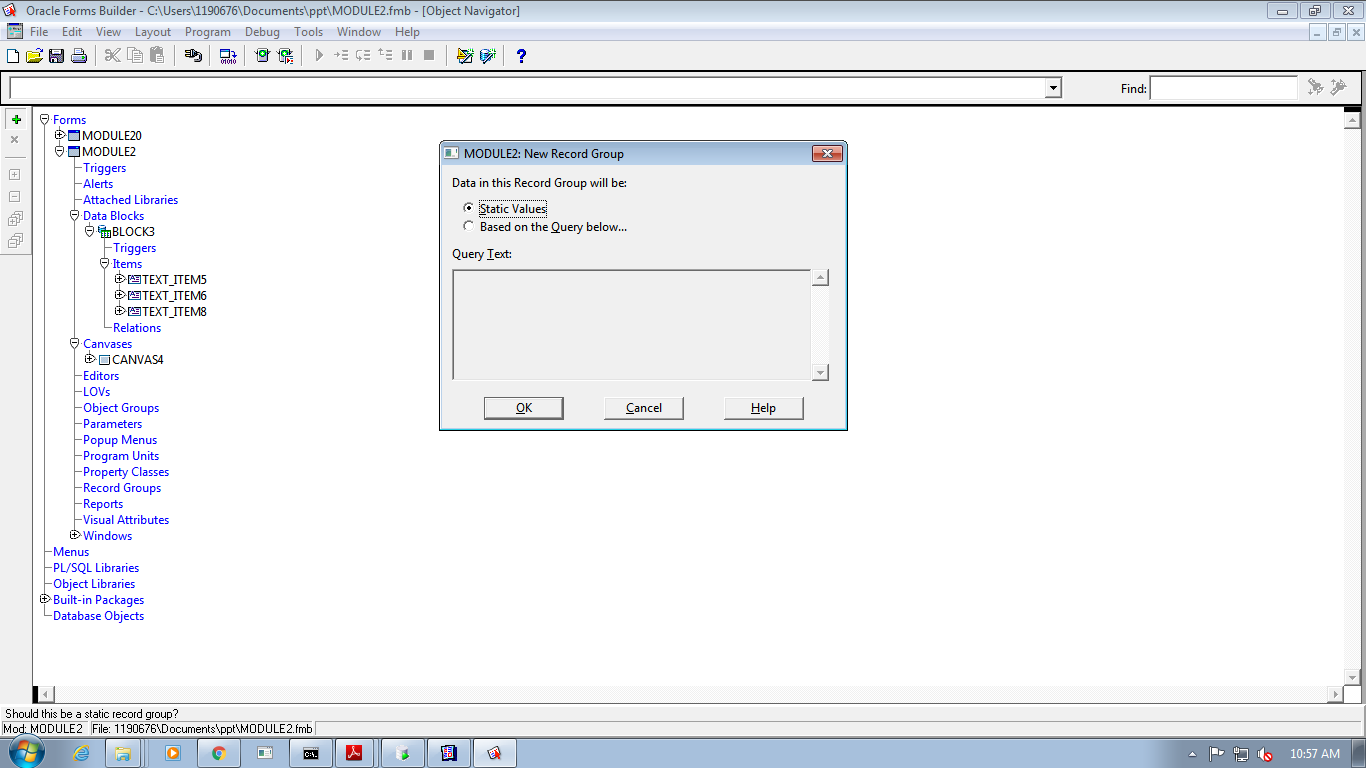 Oracle Forms Builder - C:\Users\1190676\Documents\ppt\MODULE2.fmb - [Object Navigator]
File Edit View Layout Program Debug Tools Window Help
Find:
Forms
MODULE20
MODULE2
Triggers
Alerts
Attached Libraries
Data Blocks
BLOCK3
Triggers
Items
TEXT_ITEM5
TEXT_ITEM6
TEXT_ITEM8
Relations
Canvases
CANVAS4
Editors
LOVs
Object Groups
Parameters
Popup Menus
Program Units
Property Classes
Record Groups
Reports
Visual Attributes
Windows
Menus
PL/SQL Libraries
Object Libraries
Built-in Packages
Database Objects
MODULE2: New Record Group
Data in this Record Group will be:
Static Values
Based on the Query below...
Query Text:
OK Cancel Help
Should this be a static record group?
Mod: MODULE2 File: 1190676\Documents\ppt\MODULE2.fmb
10:57 AM